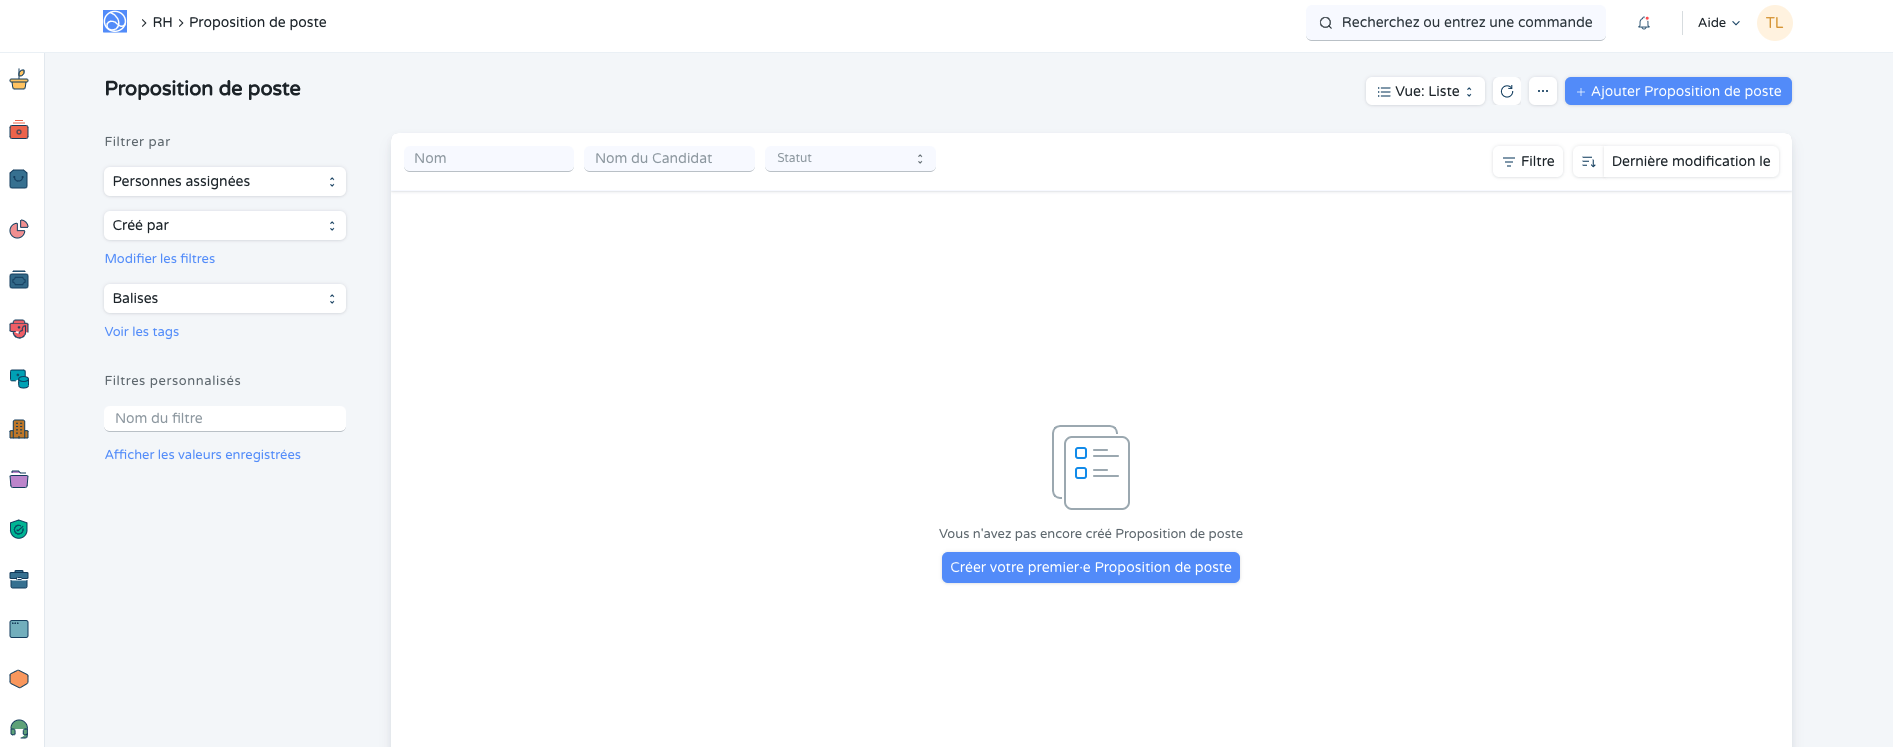 RH
Proposition de poste
Recherchez ou entrez une commande
Aide
TL
Proposition de poste
Vue: Liste
Ajouter Proposition de poste
Filtrer par
Personnes assignées
Créé par
Modifier les filtres
Balises
Voir les tags
Filtres personnalisés
Nom du filtre
Afficher les valeurs enregistrées
Nom
Nom du Candidat
Statut
Filtre
Dernière modification le
Vous n'avez pas encore créé Proposition de poste
Créer votre premier·e Proposition de poste